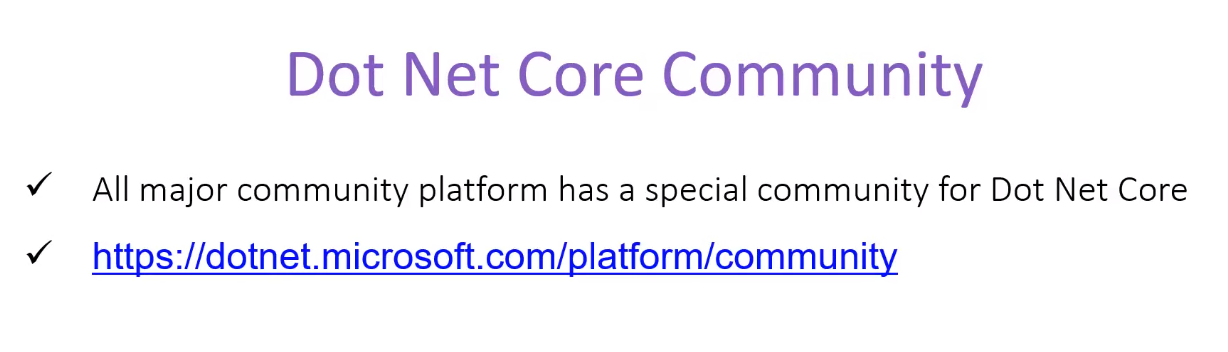 Dot Net Core Community
✓ All major community platform has a special community for Dot Net Core
✓ https://dotnet.microsoft.com/platform/community